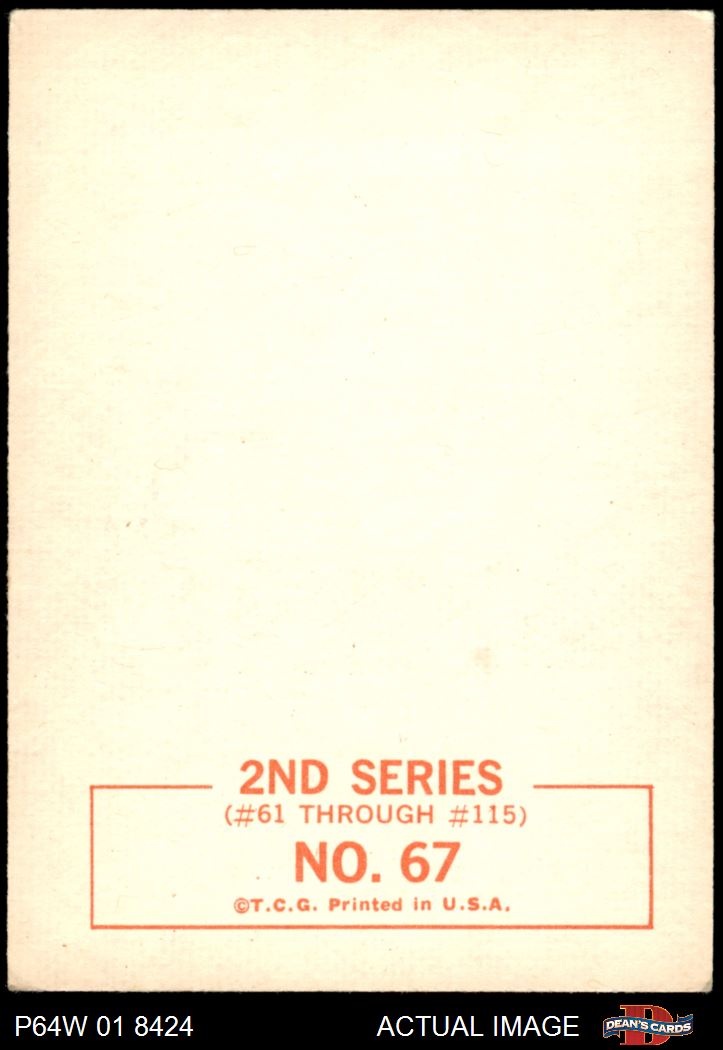 2ND SERIES
(#61 THROUGH #115)
NO. 67
©T.C.G. Printed in U.S.A.
P64W 01 8424
ACTUAL IMAGE
D
DEAN'S CARDS